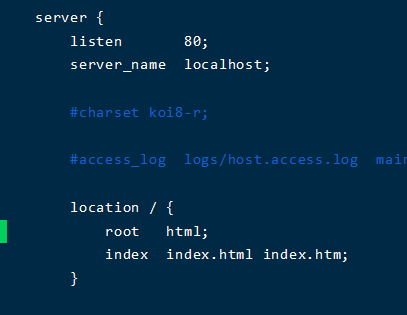 server {
    listen       80;
    server_name  localhost;
    #charset koi8-r;
    #access_log  logs/host.access.log  main
    location / {
        root   html;
        index  index.html index.htm;
    }